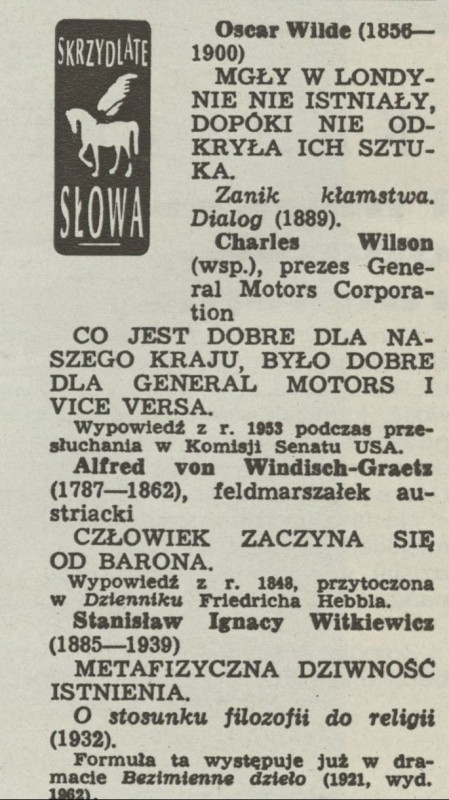 SKRZYDLATE
SŁOWA
Oscar Wilde (1856—
1900)
MGŁY W LONDY-
NIE NIE ISTNIAŁY,
DOPÓKI NIE OD-
KRYŁA ICH SZTU-
KA.
Zanik kłamstwa.
Dialog (1889).
Charles Wilson
(wsp.), prezes Gene-
ral Motors Corpora-
tion
CO JEST DOBRE DLA NA-
SZEGO KRAJU, BYŁO DOBRE
DLA GENERAL MOTORS I
VICE VERSA.
Wypowiedź z r. 1953 podczas prze-
słuchania w Komisji Senatu USA.
Alfred von Windisch-Graetz
(1787—1862), feldmarszałek au-
striacki
CZŁOWIEK ZACZYNA SIĘ
OD BARONA.
Wypowiedź z r. 1848, przytoczona
w Dzienniku Friedricha Hebbla.
Stanisław Ignacy Witkiewicz
(1885—1939)
METAFIZYCZNA DZIWNOŚĆ
ISTNIENIA.
O stosunku filozofii do religii
(1932).
Formuła ta występuje już w dra-
macie Bezimienne dzieło (1921, wyd.
1962).